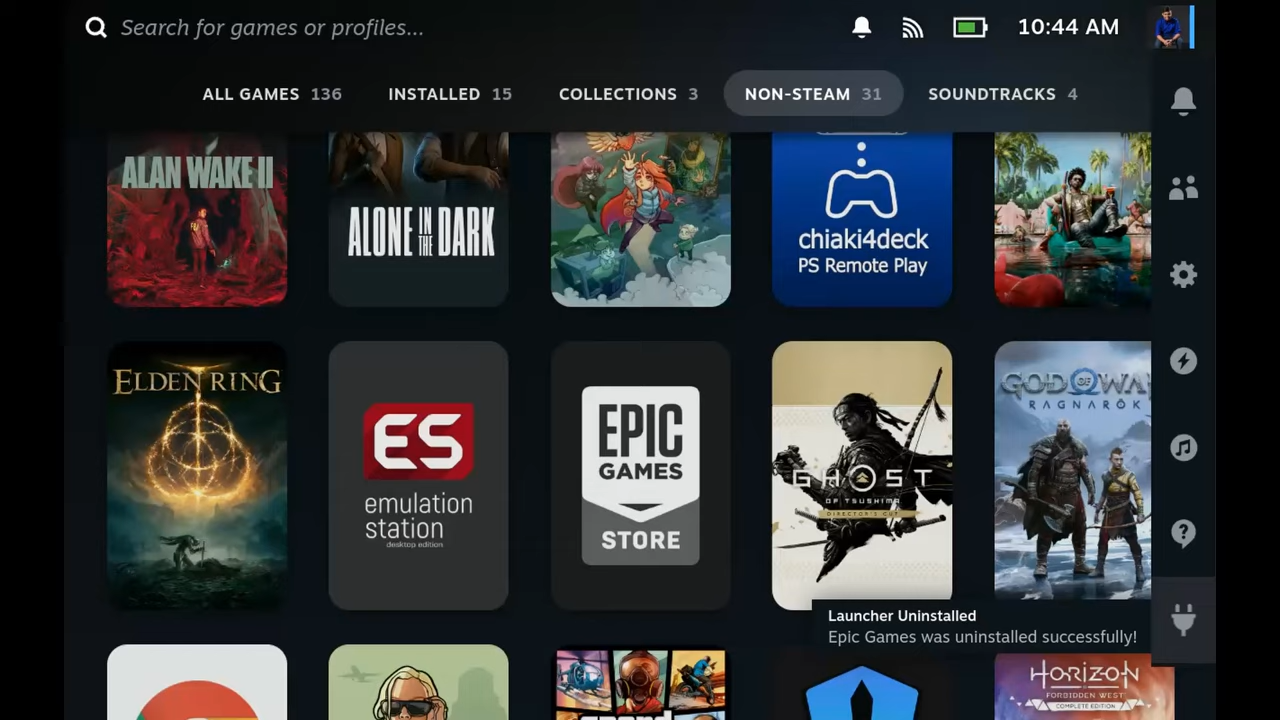 Search for games or profiles...
10:44 AM
ALL GAMES 136
INSTALLED 15
COLLECTIONS 3
NON-STEAM 31
SOUNDTRACKS 4
ALAN WAKE II
ALONE IN THE DARK
chiaki4deck
PS Remote Play
ELDEN RING
ES
emulation
station
desktop edition
EPIC
GAMES
STORE
GHOST
OF TSUSHIMA
DIRECTOR'S CUT
GOD OF WA
RAGNARÖK
Launcher Uninstalled
Epic Games was uninstalled successfully!
HORIZON
FORBIDDEN WEST
COMPLETE EDITION